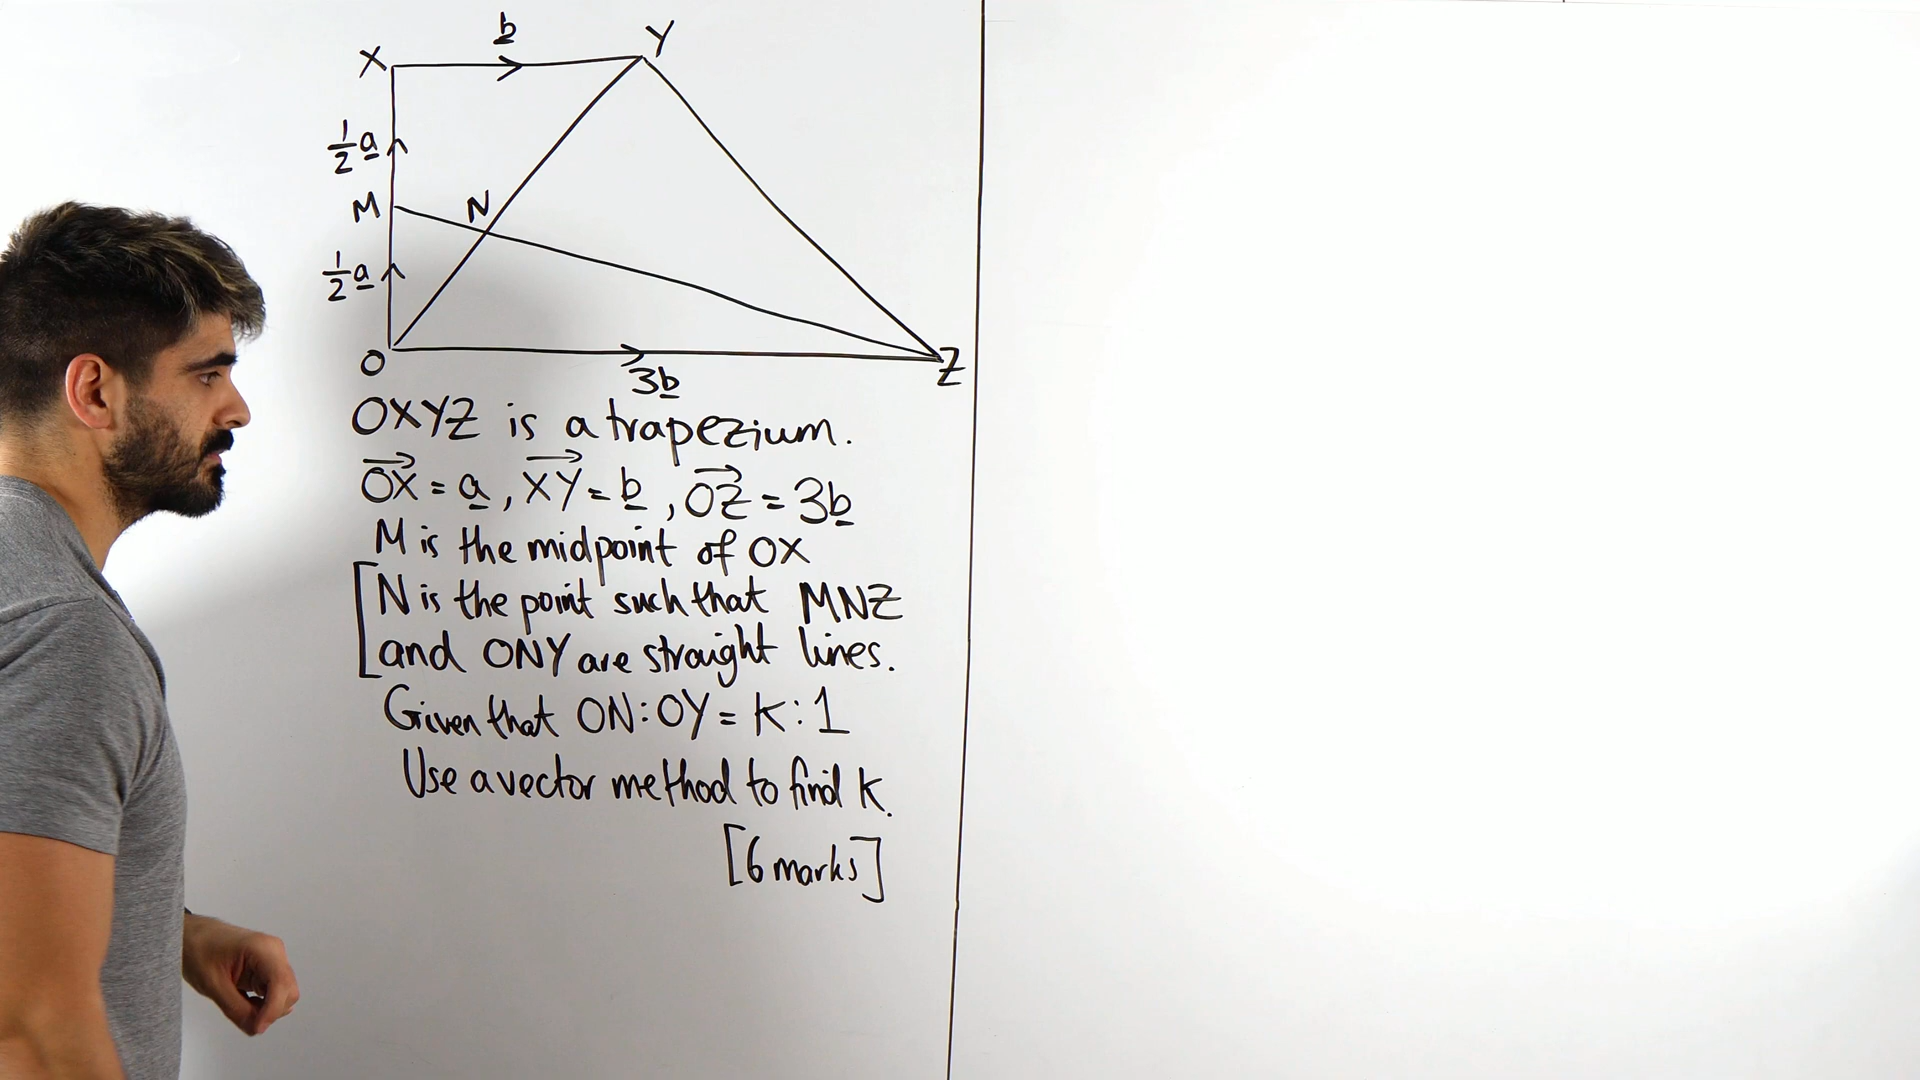 b
X
Y
½a
M
N
½a
O
3b
Z
OXYZ is a trapezium.
OX = a, XY = b, OZ = 3b
M is the midpoint of OX
[N is the point such that MNZ
and ONY are straight lines.
Given that ON:OY = K:1
Use a vector method to find K.
[6 marks]